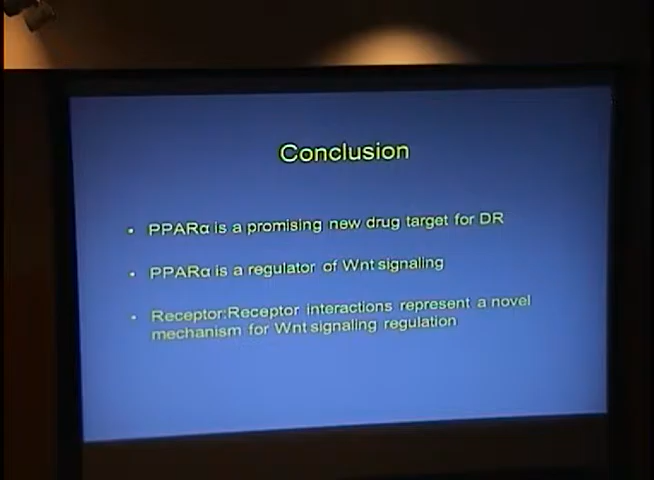 Conclusion
• PPARα is a promising new drug target for DR
• PPARα is a regulator of Wnt signaling
• Receptor:Receptor interactions represent a novel
mechanism for Wnt signaling regulation